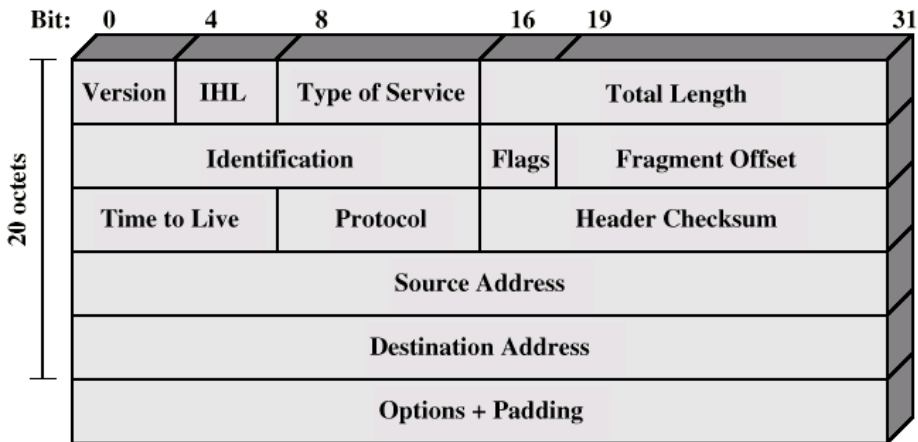 Bit: 0 4 8 16 19 31
Version IHL Type of Service Total Length
Identification Flags Fragment Offset
Time to Live Protocol Header Checksum
Source Address
Destination Address
Options + Padding
20 octets